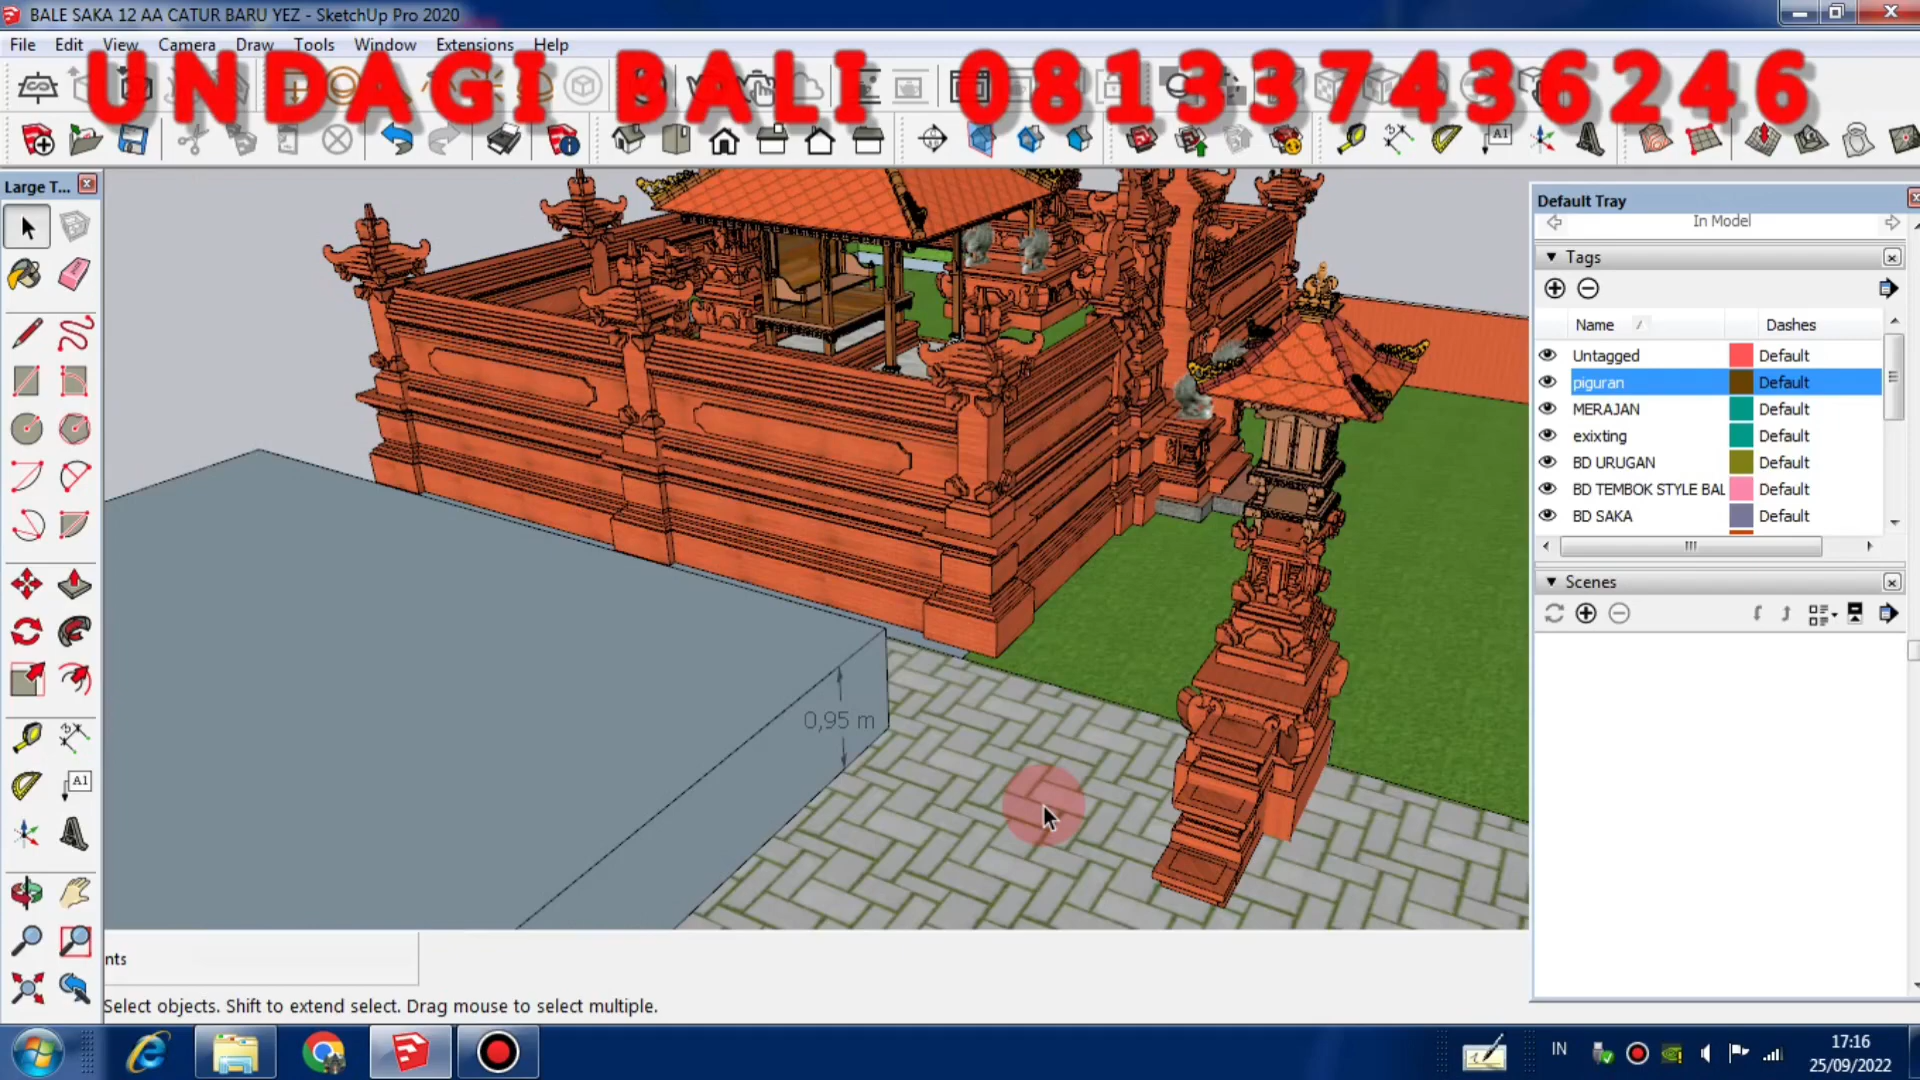 BALE SAKA 12 AA CATUR BARU YEZ - SketchUp Pro 2020
File Edit View Camera Draw Tools Window Extensions Help
UNDAGI BALI 081337436246
A1
Large T...
Default Tray
In Model
Tags
Name Dashes
Untagged Default
piguran Default
MERAJAN Default
exixting Default
BD URUGAN Default
BD TEMBOK STYLE BAL Default
BD SAKA Default
Scenes
0,95 m
A1
nts
Select objects. Shift to extend select. Drag mouse to select multiple.
IN
17:16
25/09/2022